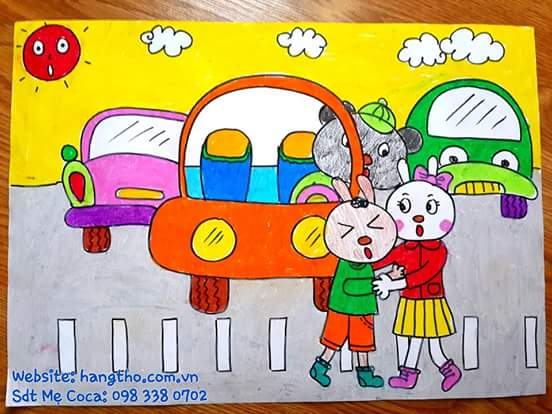 Website: hangtho.com.vn
Sdt Mẹ Coca: 098 338 0702